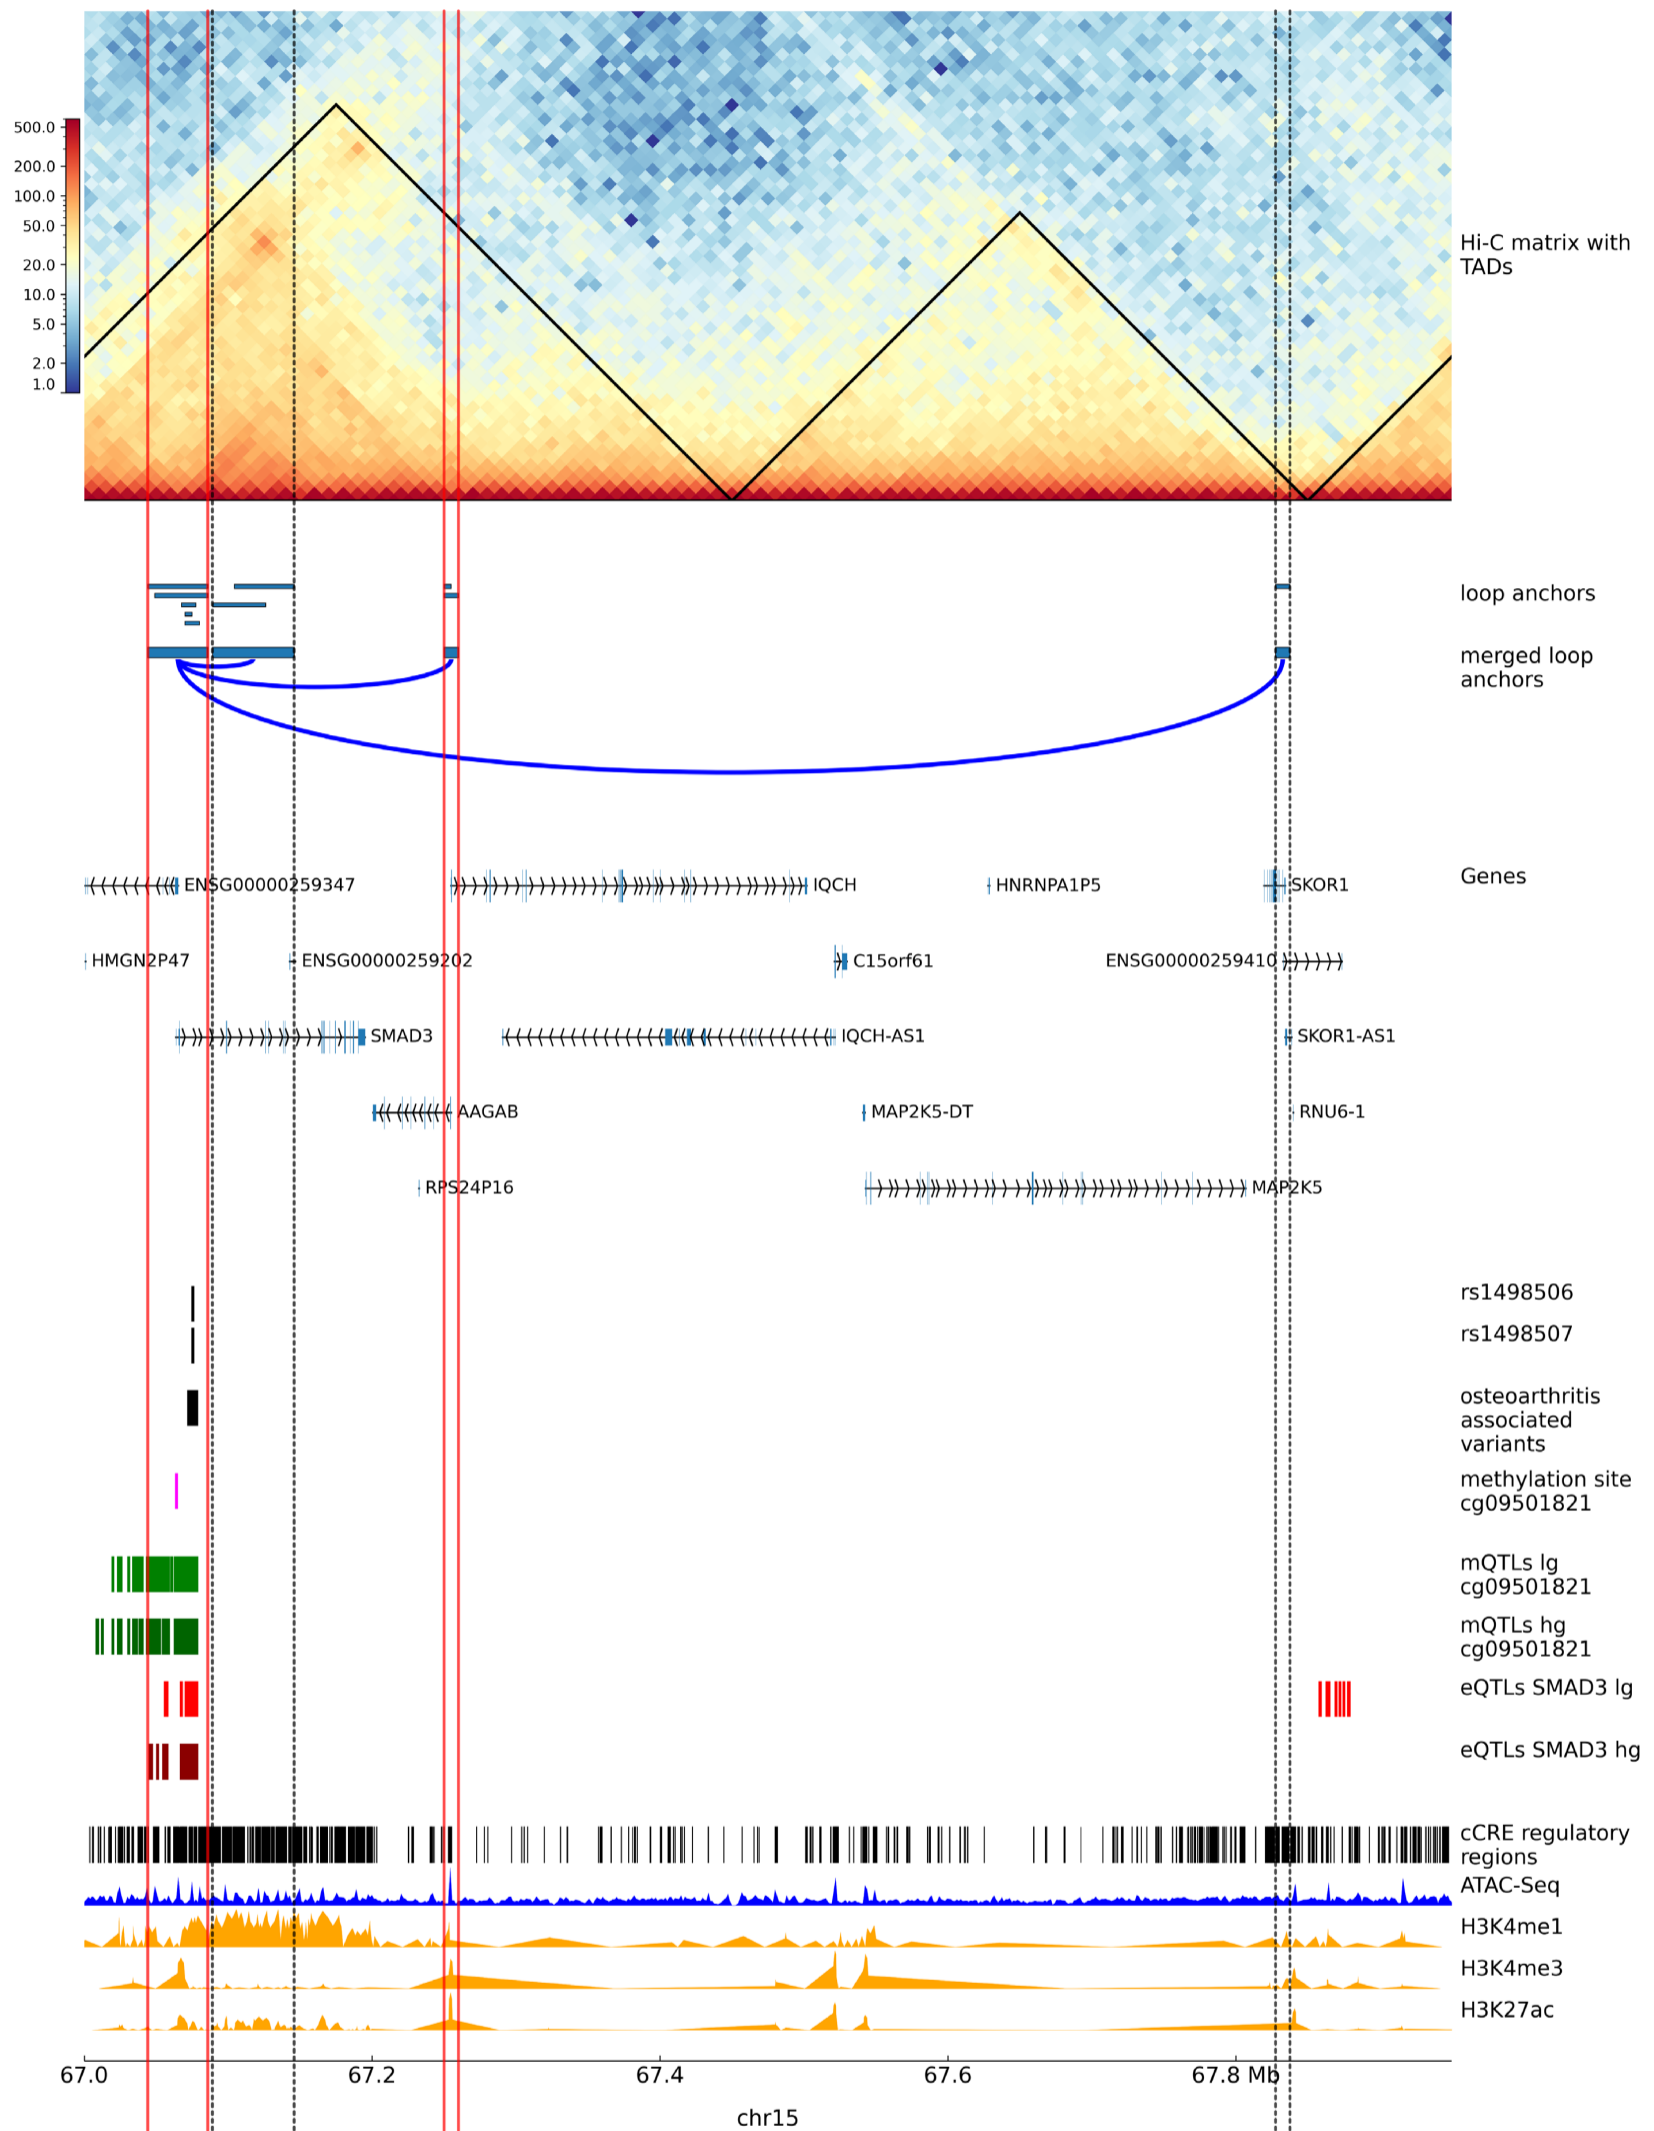 500.0
200.0
100.0
50.0
20.0
10.0
5.0
2.0
1.0
Hi-C matrix with
TADs
loop anchors
merged loop
anchors
ENSG00000259347
IQCH
HNRNPA1P5
SKOR1
Genes
HMGN2P47
ENSG00000259202
C15orf61
ENSG00000259410
SMAD3
IQCH-AS1
SKOR1-AS1
AAGAB
MAP2K5-DT
RNU6-1
RPS24P16
MAP2K5
rs1498506
rs1498507
osteoarthritis
associated
variants
methylation site
cg09501821
mQTLs lg
cg09501821
mQTLs hg
cg09501821
eQTLs SMAD3 lg
eQTLs SMAD3 hg
cCRE regulatory
regions
ATAC-Seq
H3K4me1
H3K4me3
H3K27ac
67.0
67.2
67.4
67.6
67.8 Mb
chr15